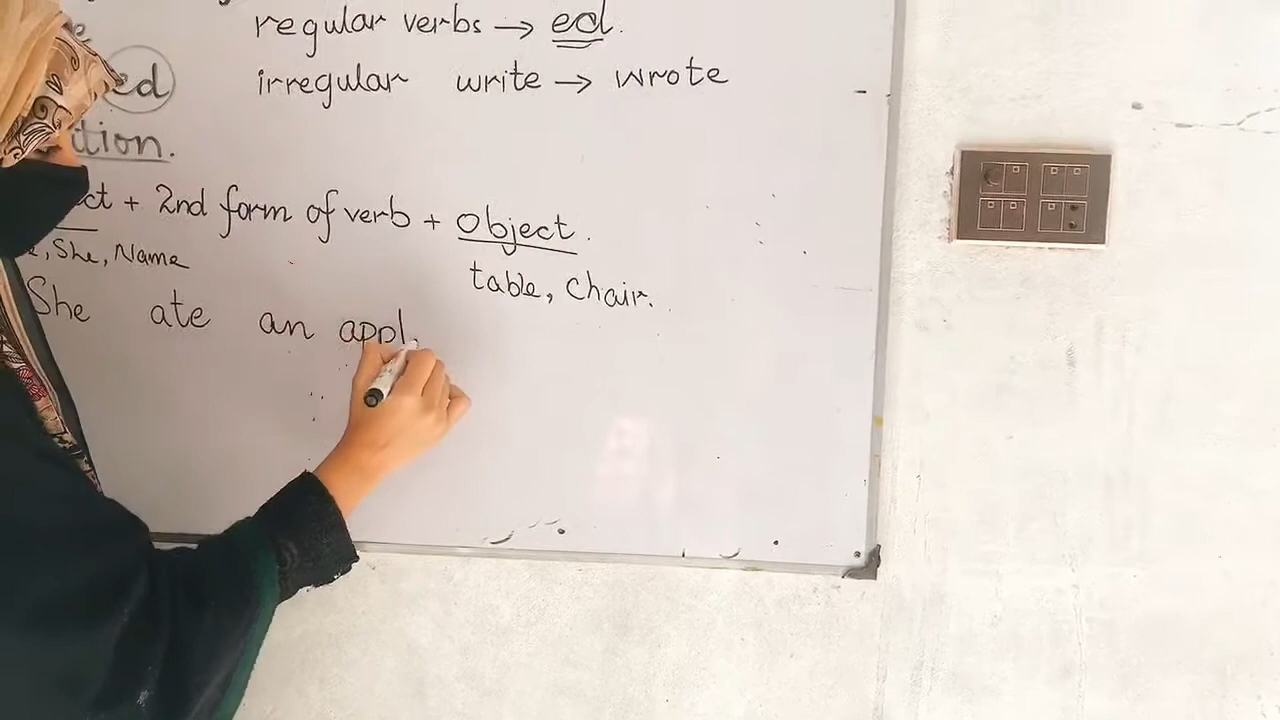 regular verbs → ed.
ed irregular write → wrote
tion.
ct + 2nd form of verb + Object.
, She, Name table, Chair.
She ate an appl